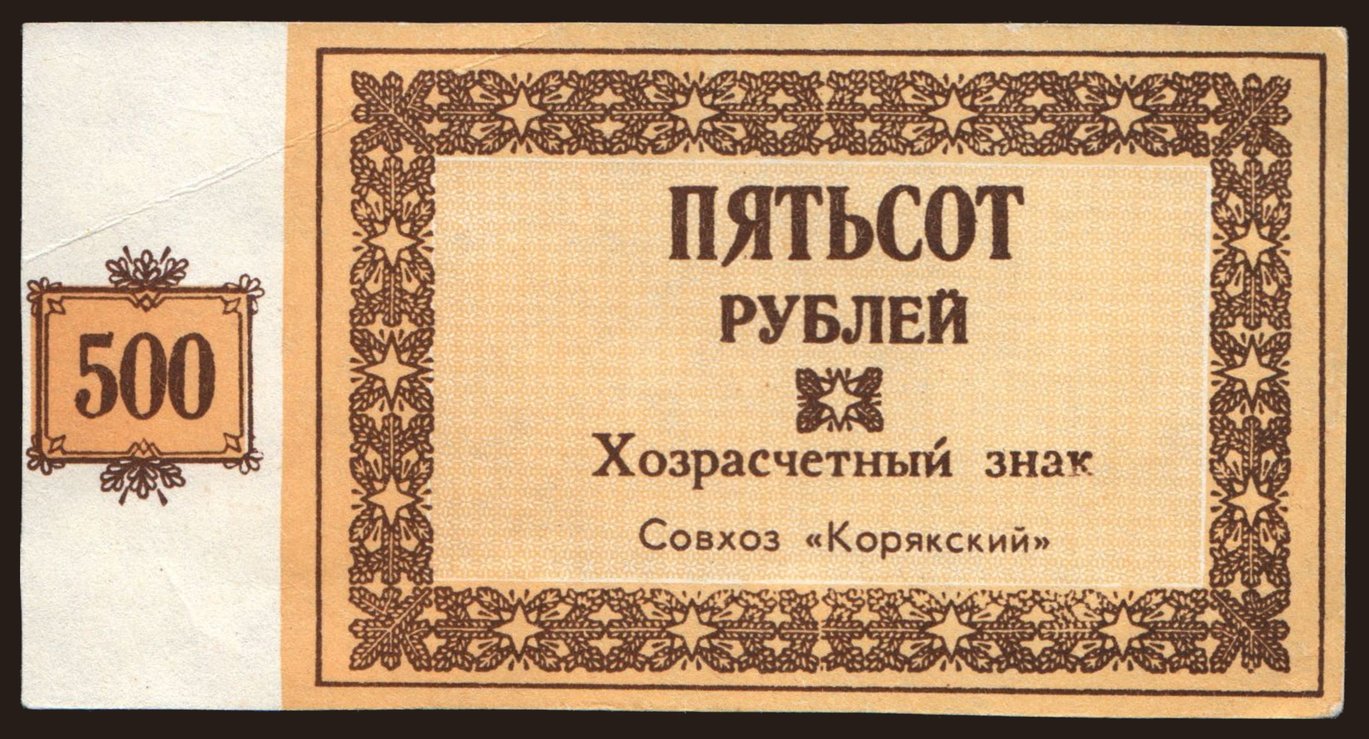 500
ПЯТЬСОТ
РУБЛЕЙ
Хозрасчетный знак
Совхоз «Корякский»